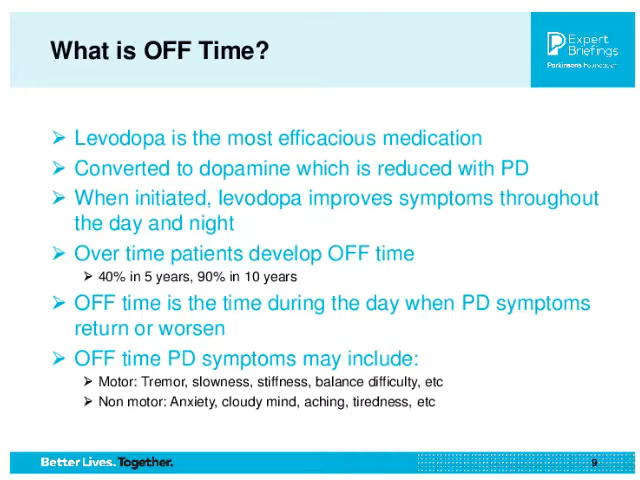 What is OFF Time?
Expert
Briefings
Parkinson's Foundation
➢ Levodopa is the most efficacious medication
➢ Converted to dopamine which is reduced with PD
➢ When initiated, levodopa improves symptoms throughout
the day and night
➢ Over time patients develop OFF time
➢ 40% in 5 years, 90% in 10 years
➢ OFF time is the time during the day when PD symptoms
return or worsen
➢ OFF time PD symptoms may include:
➢ Motor: Tremor, slowness, stiffness, balance difficulty, etc
➢ Non motor: Anxiety, cloudy mind, aching, tiredness, etc
Better Lives. Together.
9